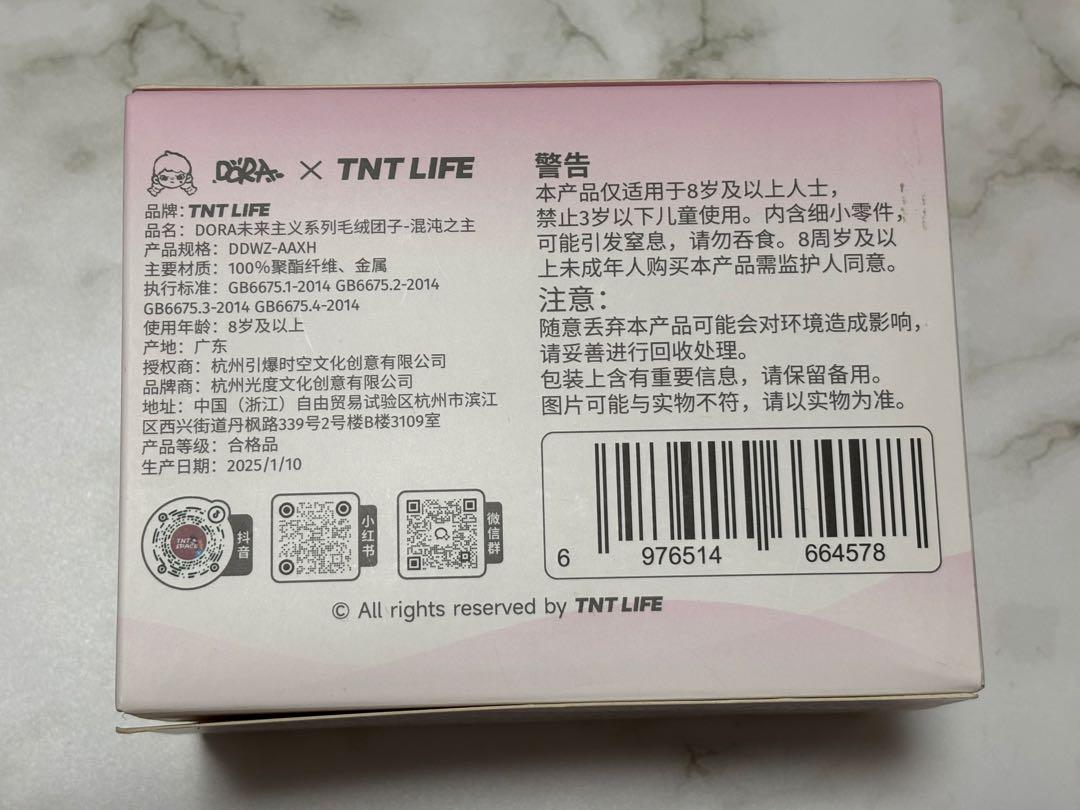 DORA × TNT LIFE
品牌：TNT LIFE
品名：DORA未来主义系列毛绒团子-混沌之主
产品规格：DDWZ-AAXH
主要材质：100%聚酯纤维、金属
执行标准：GB6675.1-2014 GB6675.2-2014
GB6675.3-2014 GB6675.4-2014
使用年龄：8岁及以上
产地：广东
授权商：杭州引爆时空文化创意有限公司
品牌商：杭州光度文化创意有限公司
地址：中国（浙江）自由贸易试验区杭州市滨江
区西兴街道丹枫路339号2号楼B楼3109室
产品等级：合格品
生产日期：2025/1/10
TNT SPACE
抖音
小红书
微信群
警告
本产品仅适用于8岁及以上人士，
禁止3岁以下儿童使用。内含细小零件，
可能引发窒息，请勿吞食。8周岁及以
上未成年人购买本产品需监护人同意。
注意：
随意丢弃本产品可能会对环境造成影响，
请妥善进行回收处理。
包装上含有重要信息，请保留备用。
图片可能与实物不符，请以实物为准。
6 976514 664578
© All rights reserved by TNT LIFE